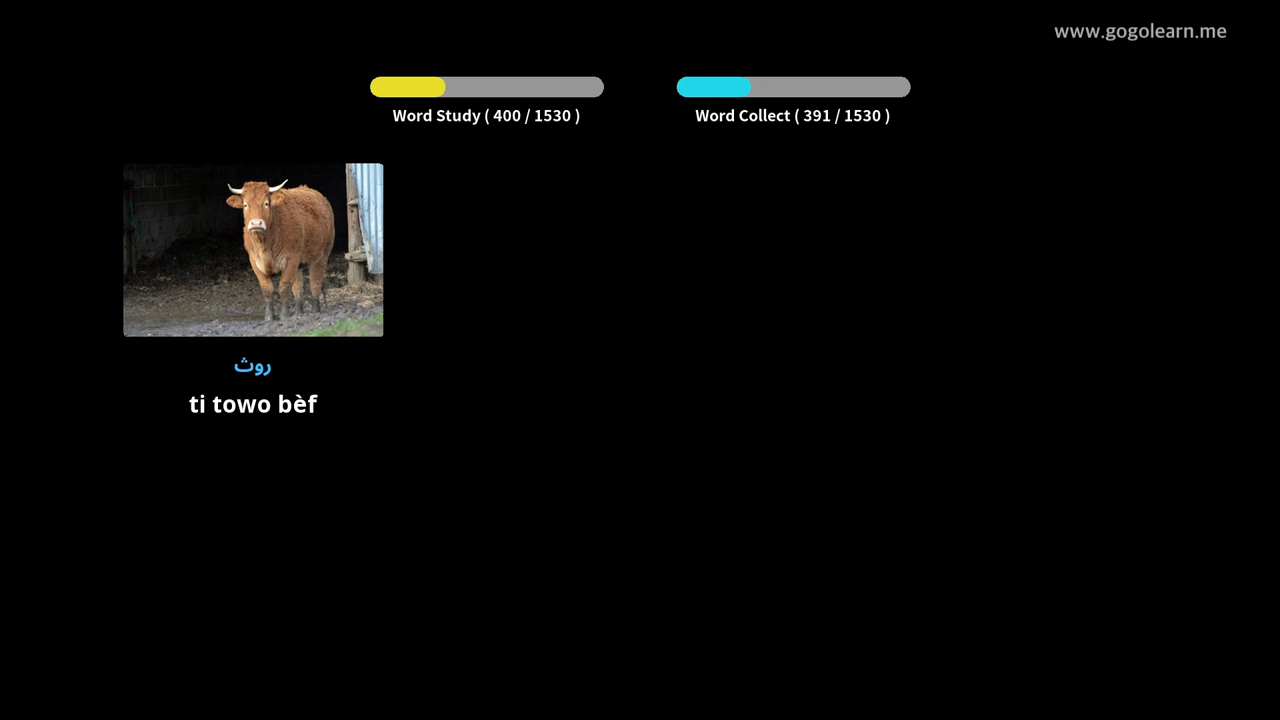 www.gogolearn.me
Word Study ( 400 / 1530 )
Word Collect ( 391 / 1530 )
روث
ti towo bèf